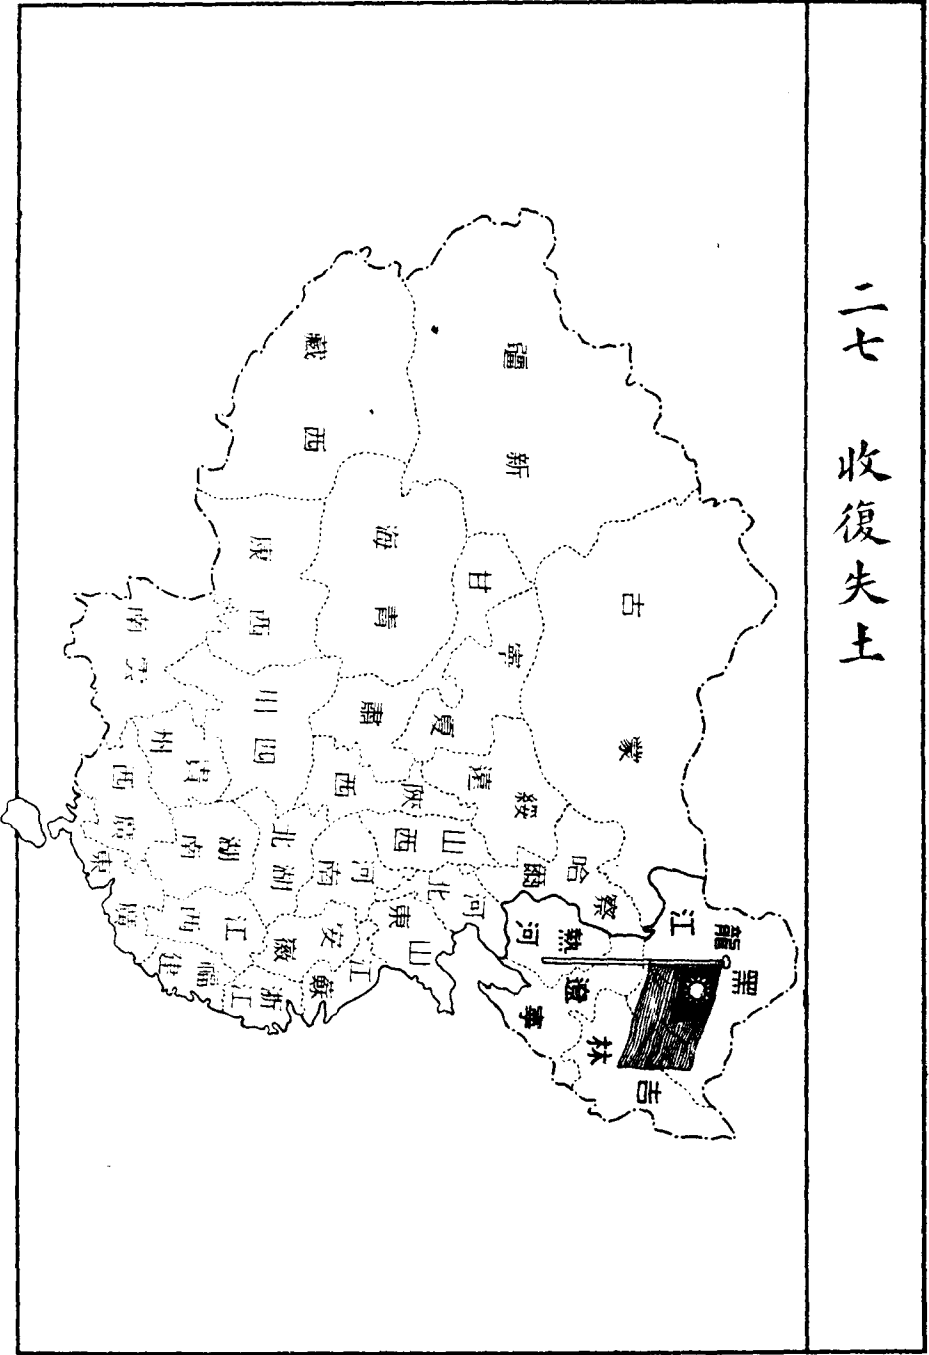 二七 收復失土
黑龍江
吉林
遼寧
熱河
察哈爾
綏遠
蒙古
新疆
寧夏
甘肅
青海
西藏
西康
四川
陝西
山西
河北
山東
河南
江蘇
安徽
湖北
湖南
江西
浙江
福建
廣東
廣西
貴州
雲南